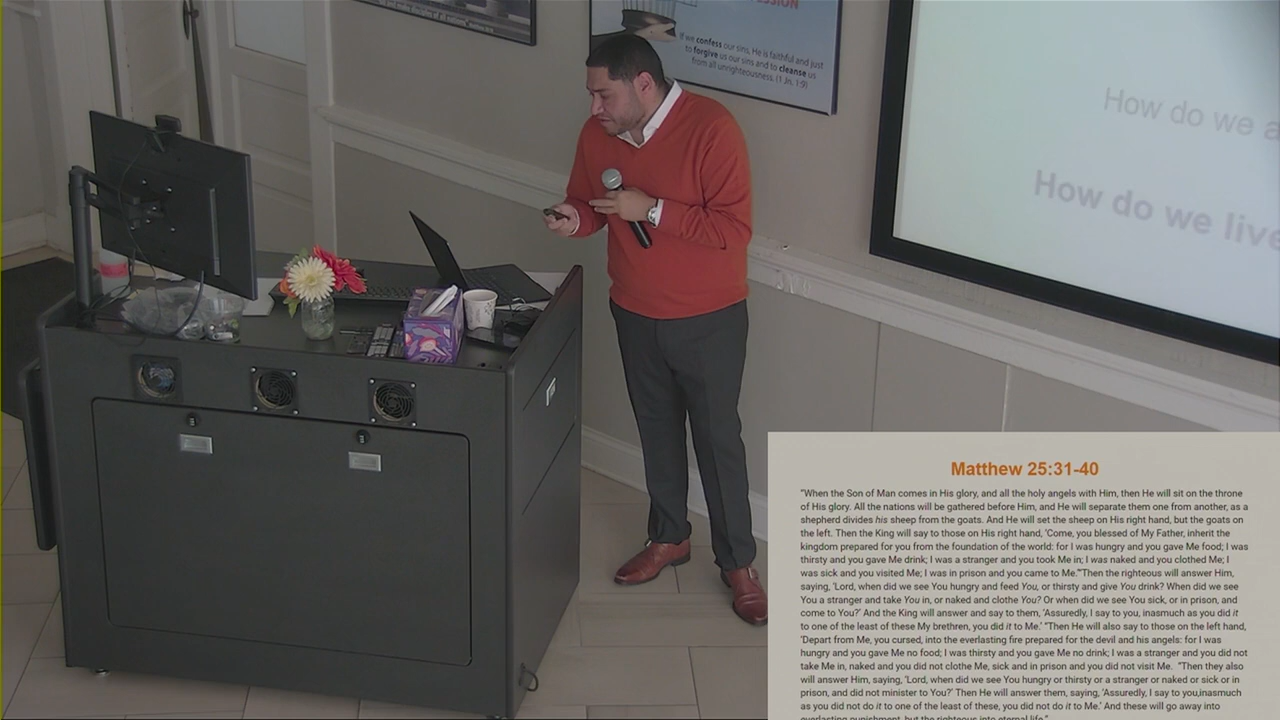 SSION
If we confess our sins, He is faithful and just
to forgive us our sins and to cleanse us
from all unrighteousness. (1 Jn. 1:9)
How do we a
How do we live
Matthew 25:31-40
"When the Son of Man comes in His glory, and all the holy angels with Him, then He will sit on the throne
of His glory. All the nations will be gathered before Him, and He will separate them one from another, as a
shepherd divides his sheep from the goats. And He will set the sheep on His right hand, but the goats on
the left. Then the King will say to those on His right hand, 'Come, you blessed of My Father, inherit the
kingdom prepared for you from the foundation of the world: for I was hungry and you gave Me food; I was
thirsty and you gave Me drink; I was a stranger and you took Me in; I was naked and you clothed Me; I
was sick and you visited Me; I was in prison and you came to Me.'"Then the righteous will answer Him,
saying, 'Lord, when did we see You hungry and feed You, or thirsty and give You drink? When did we see
You a stranger and take You in, or naked and clothe You? Or when did we see You sick, or in prison, and
come to You?' And the King will answer and say to them, 'Assuredly, I say to you, inasmuch as you did it
to one of the least of these My brethren, you did it to Me.' "Then He will also say to those on the left hand,
'Depart from Me, you cursed, into the everlasting fire prepared for the devil and his angels: for I was
hungry and you gave Me no food; I was thirsty and you gave Me no drink; I was a stranger and you did not
take Me in, naked and you did not clothe Me, sick and in prison and you did not visit Me. "Then they also
will answer Him, saying, 'Lord, when did we see You hungry or thirsty or a stranger or naked or sick or in
prison, and did not minister to You?' Then He will answer them, saying, 'Assuredly, I say to you,inasmuch
as you did not do it to one of the least of these, you did not do it to Me.' And these will go away into
everlasting punishment, but the righteous into eternal life."